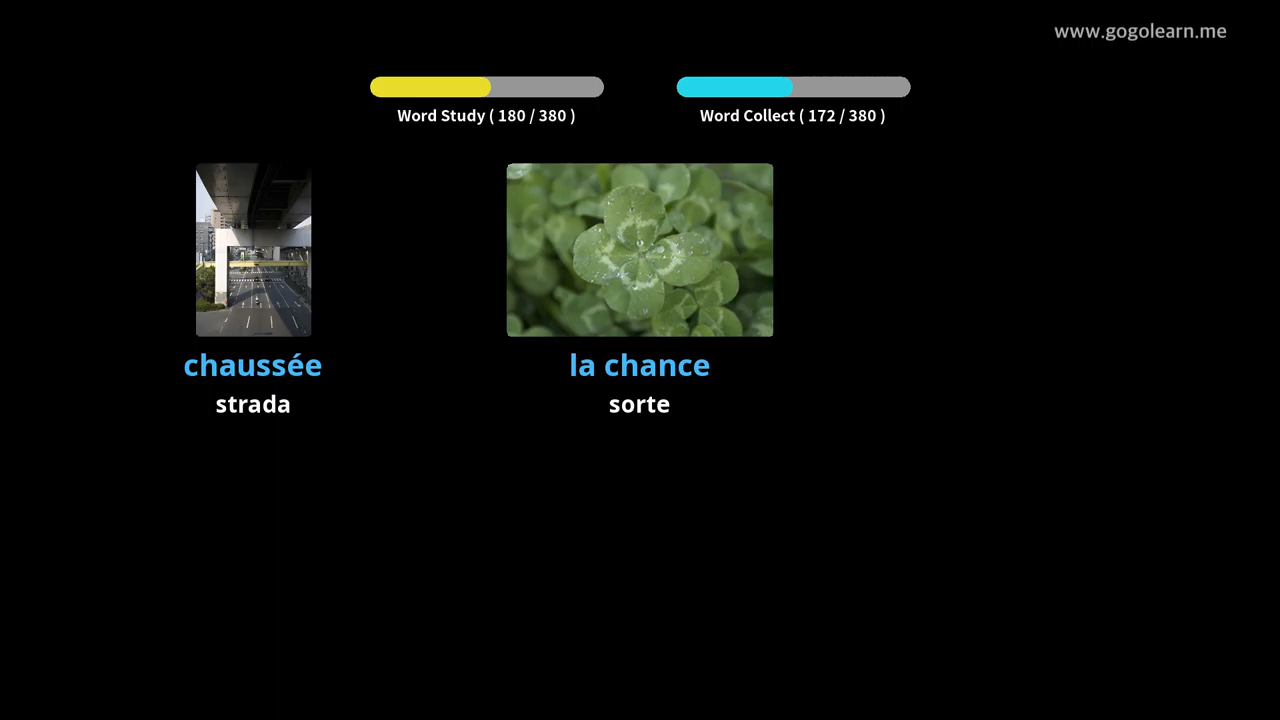 www.gogolearn.me
Word Study ( 180 / 380 )
Word Collect ( 172 / 380 )
chaussée
strada
la chance
sorte